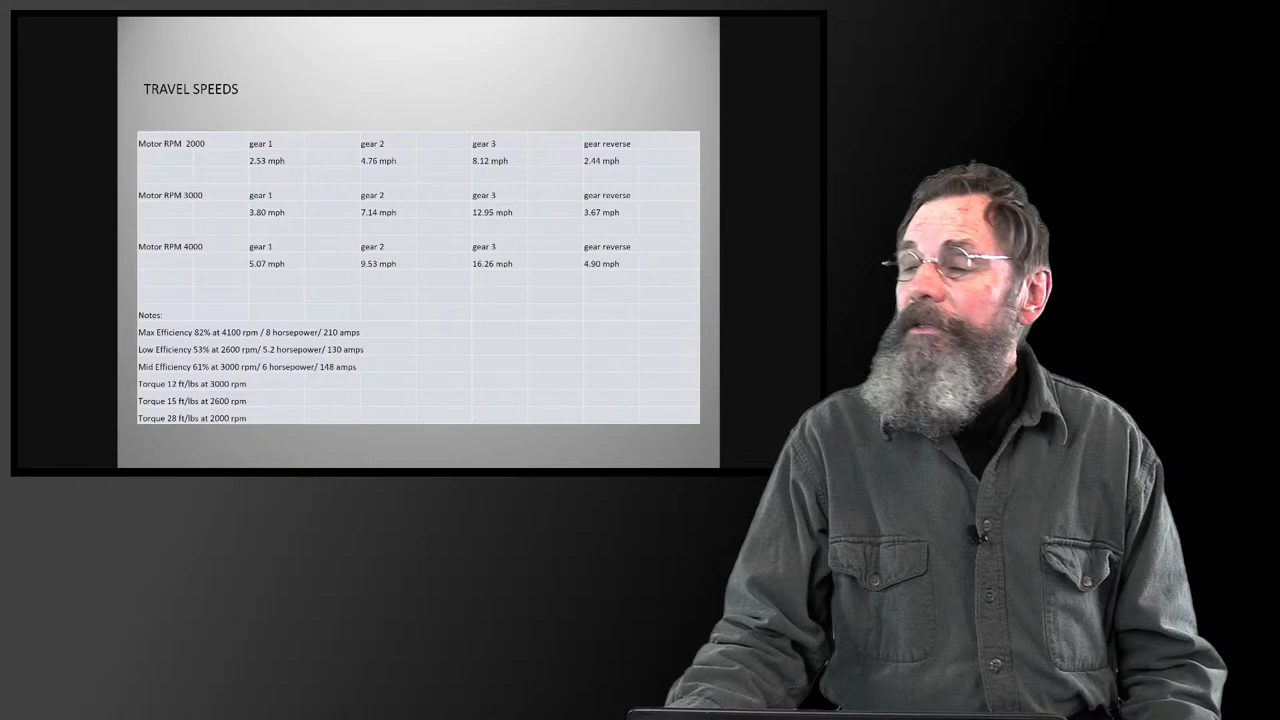 TRAVEL SPEEDS
Motor RPM 2000 gear 1 gear 2 gear 3 gear reverse
2.53 mph 4.76 mph 8.12 mph 2.44 mph
Motor RPM 3000 gear 1 gear 2 gear 3 gear reverse
3.80 mph 7.14 mph 12.95 mph 3.67 mph
Motor RPM 4000 gear 1 gear 2 gear 3 gear reverse
5.07 mph 9.53 mph 16.26 mph 4.90 mph
Notes:
Max Efficiency 82% at 4100 rpm / 8 horsepower/ 210 amps
Low Efficiency 53% at 2600 rpm/ 5.2 horsepower/ 130 amps
Mid Efficiency 61% at 3000 rpm/ 6 horsepower/ 148 amps
Torque 12 ft/lbs at 3000 rpm
Torque 15 ft/lbs at 2600 rpm
Torque 28 ft/lbs at 2000 rpm